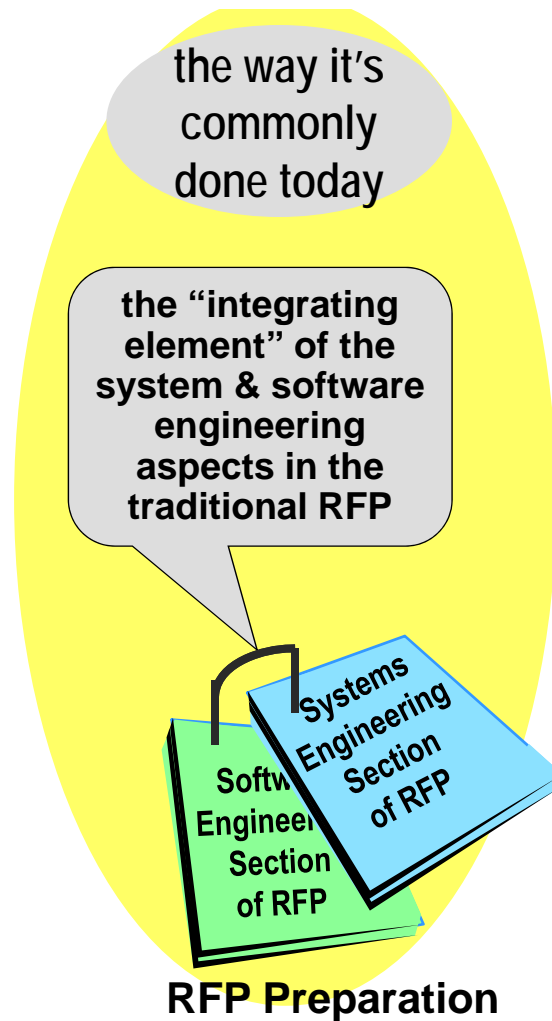 the way it's
commonly
done today
the “integrating
element” of the
system & software
engineering
aspects in the
traditional RFP
Systems
Engineering
Section
of RFP
Section
of RFP
RFP Preparation